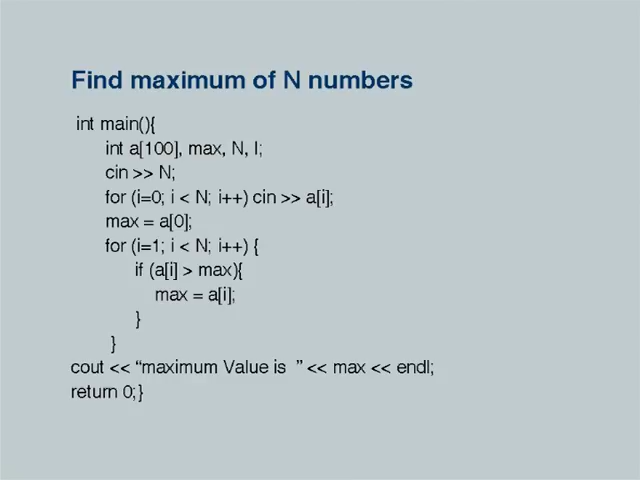 Find maximum of N numbers
int main(){
int a[100], max, N, I;
cin >> N;
for (i=0; i < N; i++) cin >> a[i];
max = a[0];
for (i=1; i < N; i++) {
if (a[i] > max){
max = a[i];
}
}
cout << “maximum Value is ” << max << endl;
return 0;}